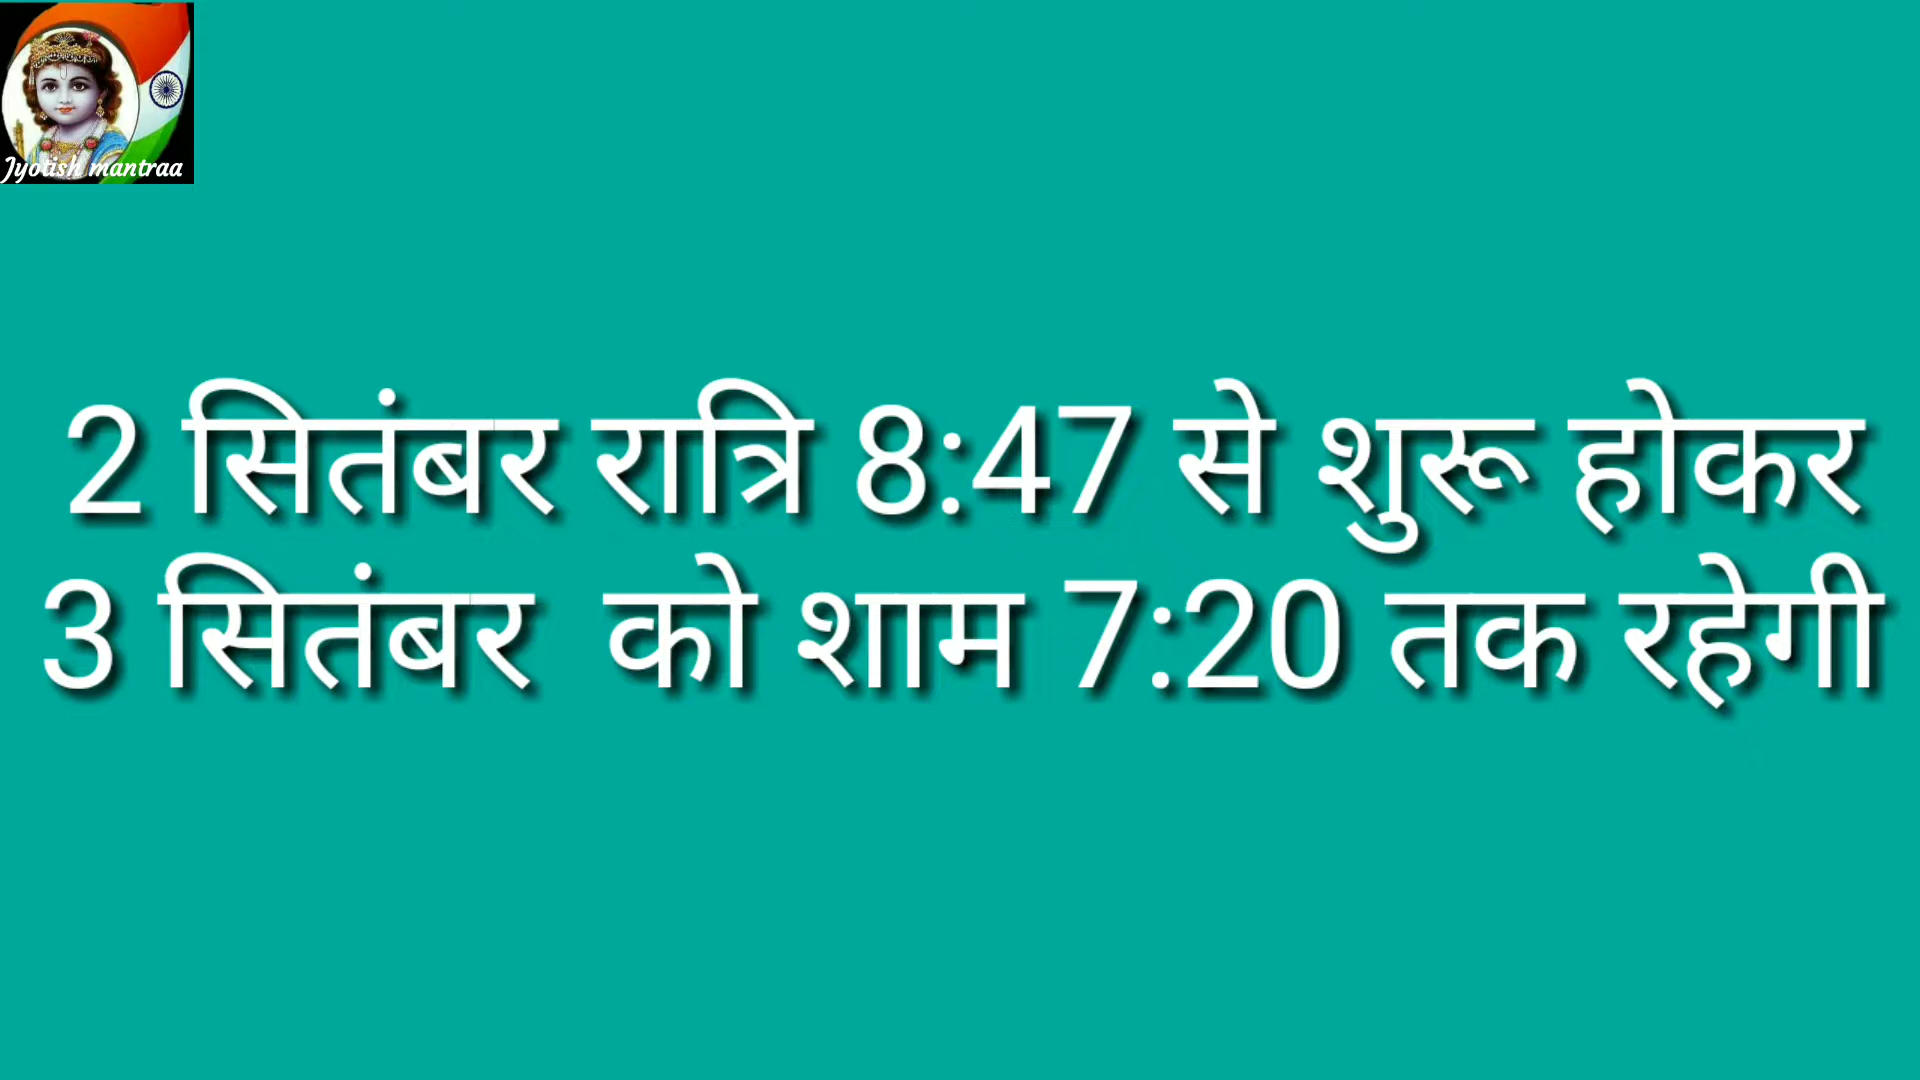 Jyotish mantraa
2 सितंबर रात्रि 8:47 से शुरू होकर
3 सितंबर को शाम 7:20 तक रहेगी